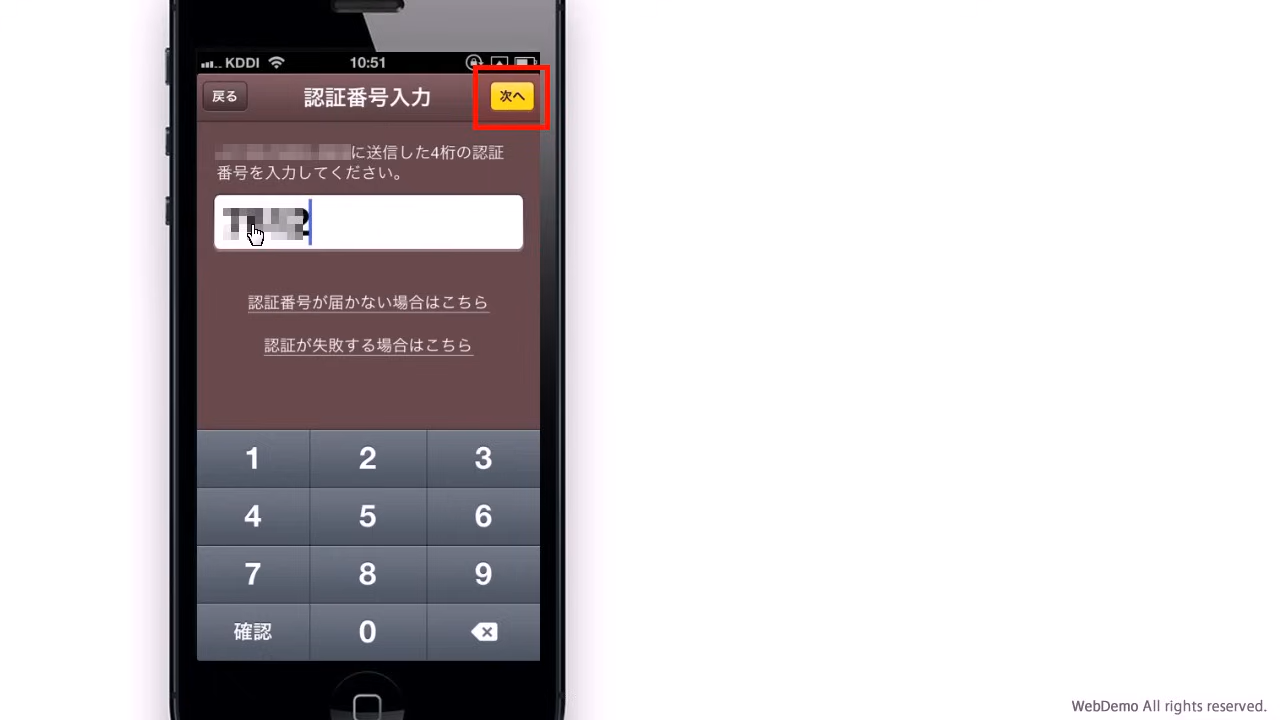 KDDI 10:51
戻る 認証番号入力 次へ
に送信した4桁の認証
番号を入力してください。
認証番号が届かない場合はこちら
認証が失敗する場合はこちら
1 2 3
4 5 6
7 8 9
確認 0
WebDemo All rights reserved.